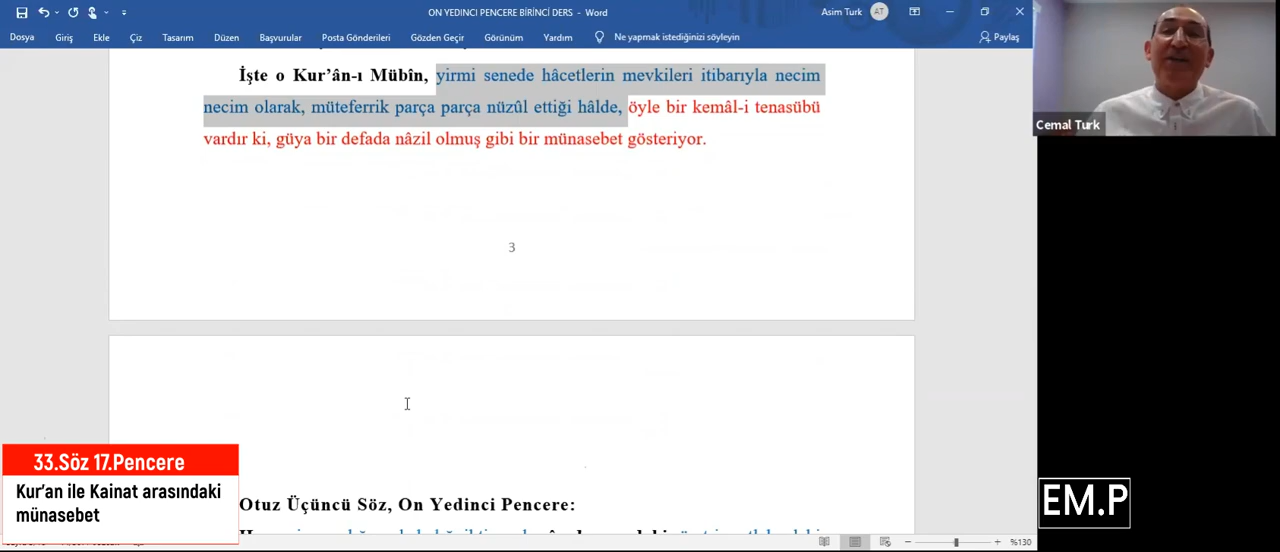 ON YEDINCI PENCERE BİRİNCİ DERS - Word
Asim Turk
AT
Dosya Giriş Ekle Çiz Tasarım Düzen Başvurular Posta Gönderileri Gözden Geçir Görünüm Yardım Ne yapmak istediğinizi söyleyin Paylaş
İşte o Kur’ân-ı Mübîn, yirmi senede hâcetlerin mevkileri itibarıyla necim
necim olarak, müteferrik parça parça nüzûl ettiği hâlde, öyle bir kemâl-i tenasübü
vardır ki, güya bir defada nâzil olmuş gibi bir münasebet gösteriyor.
Cemal Turk
3
33.Söz 17.Pencere
Kur'an ile Kainat arasındaki
münasebet
EM.P
Otuz Üçüncü Söz, On Yedinci Pencere:
%130